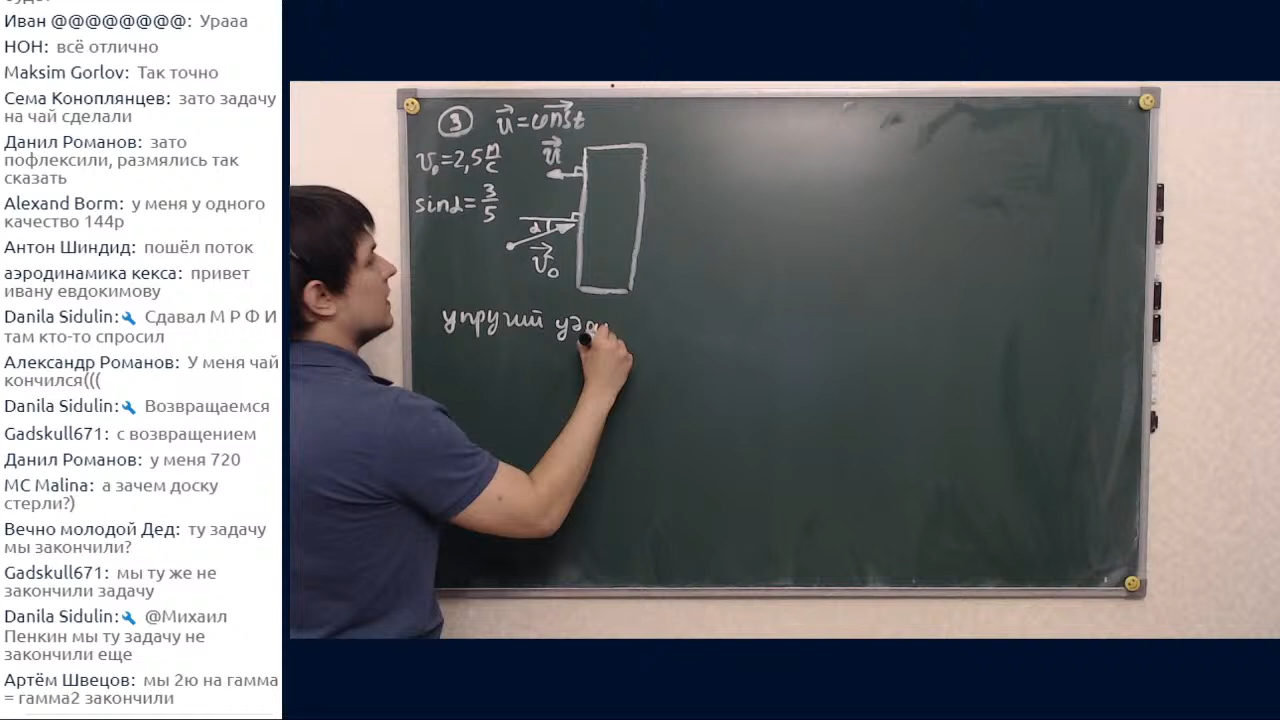 Иван @@@@@@@@: Урааа
НОН: всё отлично
Maksim Gorlov: Так точно
Сема Коноплянцев: зато задачу
на чай сделали
Данил Романов: зато
пофлексили, размялись так
сказать
Alexand Borm: у меня у одного
качество 144р
Антон Шиндид: пошёл поток
аэродинамика кекса: привет
ивану евдокимову
Danila Sidulin: Сдавал М Р Ф И
там кто-то спросил
Александр Романов: У меня чай
кончился(((
Danila Sidulin: Возвращаемся
Gadskull671: с возвращением
Данил Романов: у меня 720
MC Malina: а зачем доску
стерли?)
Вечно молодой Дед: ту задачу
мы закончили?
Gadskull671: мы ту же не
закончили задачу
Danila Sidulin: @Михаил
Пенкин мы ту задачу не
закончили еще
Артём Швецов: мы 2ю на гамма
= гамма2 закончили
3 u⃗ = const
v₀ = 2,5 м/с
u⃗
sinα = 3/5
α
v⃗₀
упругий уда